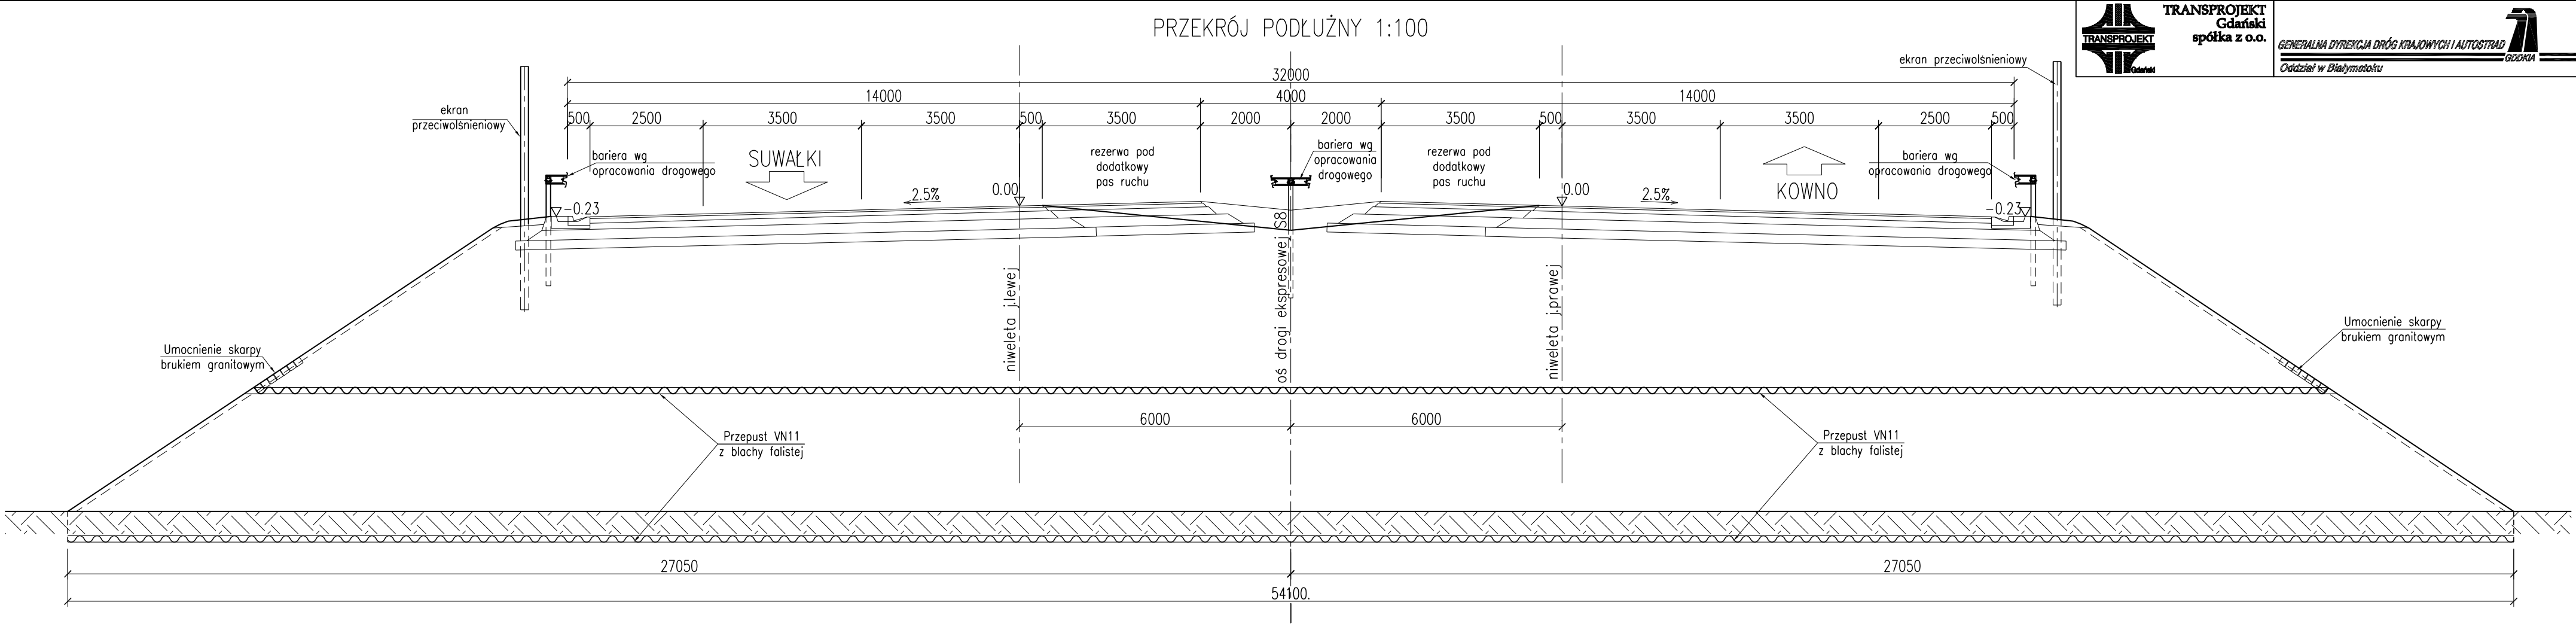 PRZEKRÓJ PODŁUŻNY 1:100
TRANSPROJEKT
Gdański
spółka z o.o.
TRANSPROJEKT
Gdański
GENERALNA DYREKCJA DRÓG KRAJOWYCH I AUTOSTRAD
GDDKIA
Oddział w Białymstoku
32000
14000
4000
14000
500
2500
3500
3500
500
3500
2000
2000
3500
500
3500
3500
2500
500
ekran
przeciwolśnieniowy
ekran przeciwolśnieniowy
bariera wg
opracowania drogowego
SUWAŁKI
rezerwa pod
dodatkowy
pas ruchu
bariera wg
opracowania
drogowego
rezerwa pod
dodatkowy
pas ruchu
KOWNO
bariera wg
opracowania drogowego
-0.23
2.5%
0.00
0.00
2.5%
-0.23
niweleta j.lewej
oś drogi ekspresowej S8
niweleta j.prawej
Umocnienie skarpy
brukiem granitowym
Umocnienie skarpy
brukiem granitowym
6000
6000
Przepust VN11
z blachy falistej
Przepust VN11
z blachy falistej
27050
27050
54100.